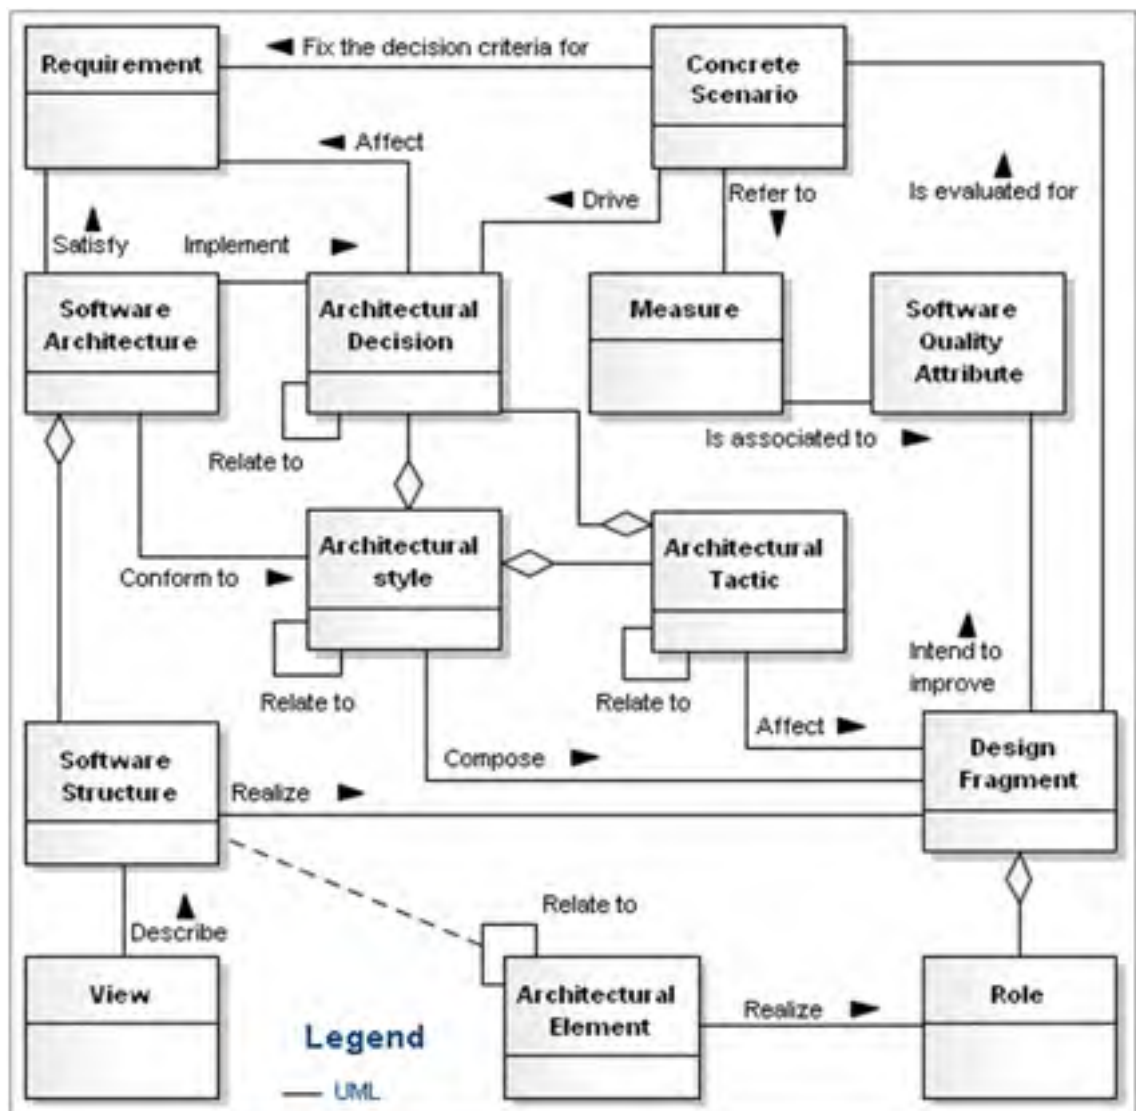 Requirement
Fix the decision criteria for
Concrete
Scenario
Affect
Drive
Refer to
Is evaluated for
Satisfy
Implement
Software
Architecture
Architectural
Decision
Measure
Software
Quality
Attribute
Is associated to
Relate to
Architectural
style
Architectural
Tactic
Conform to
Relate to
Relate to
Intend to
improve
Affect
Compose
Software
Structure
Realize
Design
Fragment
Relate to
Describe
View
Architectural
Element
Realize
Role
Legend
UML